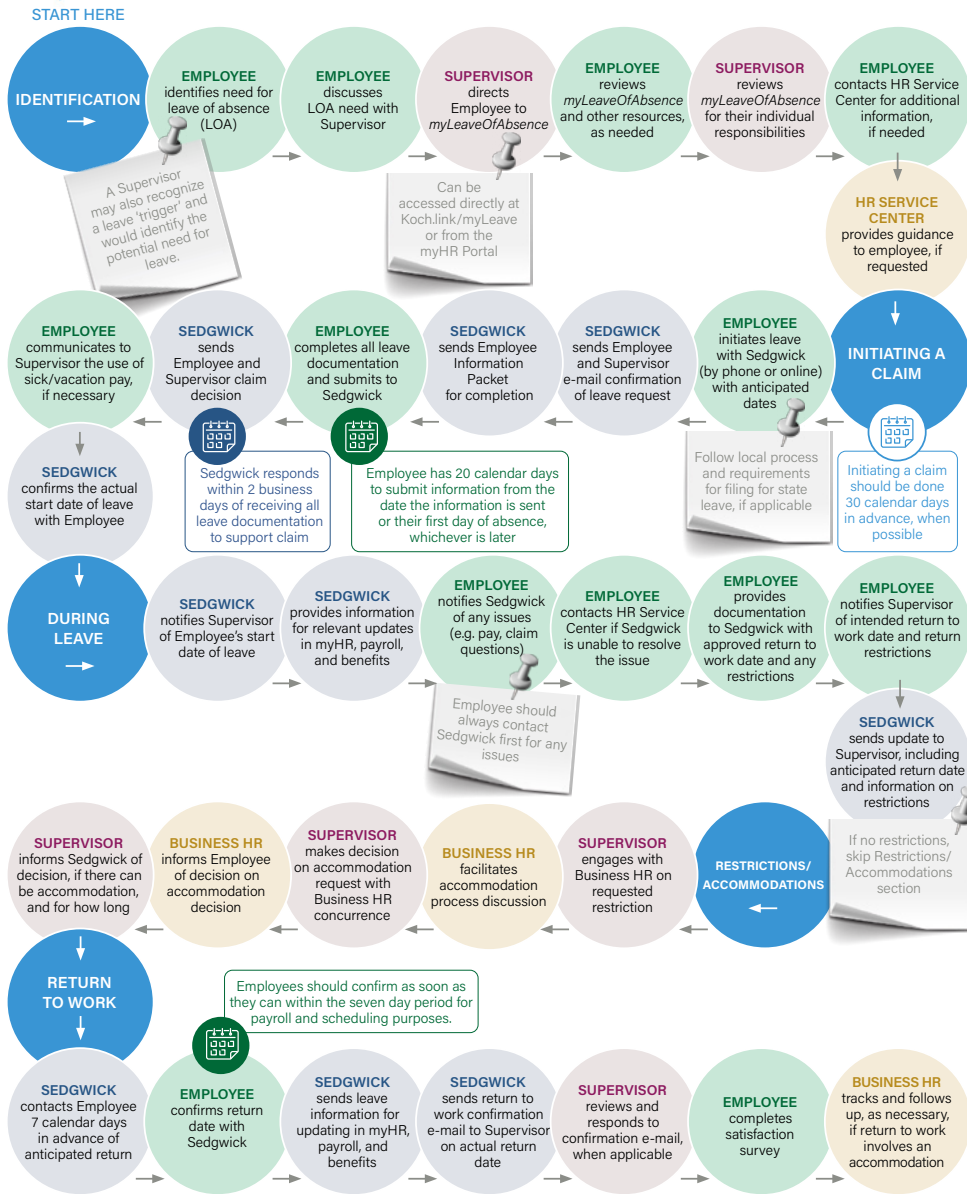 START HERE
IDENTIFICATION
EMPLOYEE
identifies need for
leave of absence
(LOA)
EMPLOYEE
discusses
LOA need with
Supervisor
SUPERVISOR
directs
Employee to
myLeaveOfAbsence
EMPLOYEE
reviews
myLeaveOfAbsence
and other resources,
as needed
SUPERVISOR
reviews
myLeaveOfAbsence
for their individual
responsibilities
EMPLOYEE
contacts HR Service
Center for additional
information,
if needed
A Supervisor
may also recognize
a leave 'trigger' and
would identify the
potential need for
leave.
Can be
accessed directly at
Koch.link/myLeave
or from the
myHR Portal
HR SERVICE
CENTER
provides guidance
to employee, if
requested
INITIATING A
CLAIM
Initiating a claim
should be done
30 calendar days
in advance, when
possible
EMPLOYEE
initiates leave
with Sedgwick
(by phone or online)
with anticipated
dates
Follow local process
and requirements
for filing for state
leave, if applicable
SEDGWICK
sends Employee
and Supervisor
e-mail confirmation
of leave request
SEDGWICK
sends Employee
Information
Packet
for completion
EMPLOYEE
completes all leave
documentation
and submits to
Sedgwick
Employee has 20 calendar days
to submit information from the
date the information is sent
or their first day of absence,
whichever is later
SEDGWICK
sends
Employee and
Supervisor claim
decision
Sedgwick responds
within 2 business
days of receiving all
leave documentation
to support claim
EMPLOYEE
communicates to
Supervisor the use of
sick/vacation pay,
if necessary
SEDGWICK
confirms the actual
start date of leave
with Employee
DURING
LEAVE
SEDGWICK
notifies Supervisor
of Employee's start
date of leave
SEDGWICK
provides information
for relevant updates
in myHR, payroll,
and benefits
EMPLOYEE
notifies Sedgwick
of any issues
(e.g. pay, claim
questions)
Employee should
always contact
Sedgwick first for any
issues
EMPLOYEE
contacts HR Service
Center if Sedgwick
is unable to resolve
the issue
EMPLOYEE
provides
documentation
to Sedgwick with
approved return to
work date and any
restrictions
EMPLOYEE
notifies Supervisor
of intended return to
work date and return
restrictions
SEDGWICK
sends update to
Supervisor, including
anticipated return date
and information on
restrictions
If no restrictions,
skip Restrictions/
Accommodations
section
RESTRICTIONS/
ACCOMMODATIONS
SUPERVISOR
engages with
Business HR on
requested
restriction
BUSINESS HR
facilitates
accommodation
process discussion
SUPERVISOR
makes decision
on accommodation
request with
Business HR
concurrence
BUSINESS HR
informs Employee
of decision on
accommodation
decision
SUPERVISOR
informs Sedgwick of
decision, if there can
be accommodation,
and for how long
RETURN
TO WORK
SEDGWICK
contacts Employee
7 calendar days
in advance of
anticipated return
Employees should confirm as soon as
they can within the seven day period for
payroll and scheduling purposes.
EMPLOYEE
confirms return
date with
Sedgwick
SEDGWICK
sends leave
information for
updating in myHR,
payroll, and
benefits
SEDGWICK
sends return to
work confirmation
e-mail to Supervisor
on actual return
date
SUPERVISOR
reviews and
responds to
confirmation e-mail,
when applicable
EMPLOYEE
completes
satisfaction
survey
BUSINESS HR
tracks and follows
up, as necessary,
if return to work
involves an
accommodation